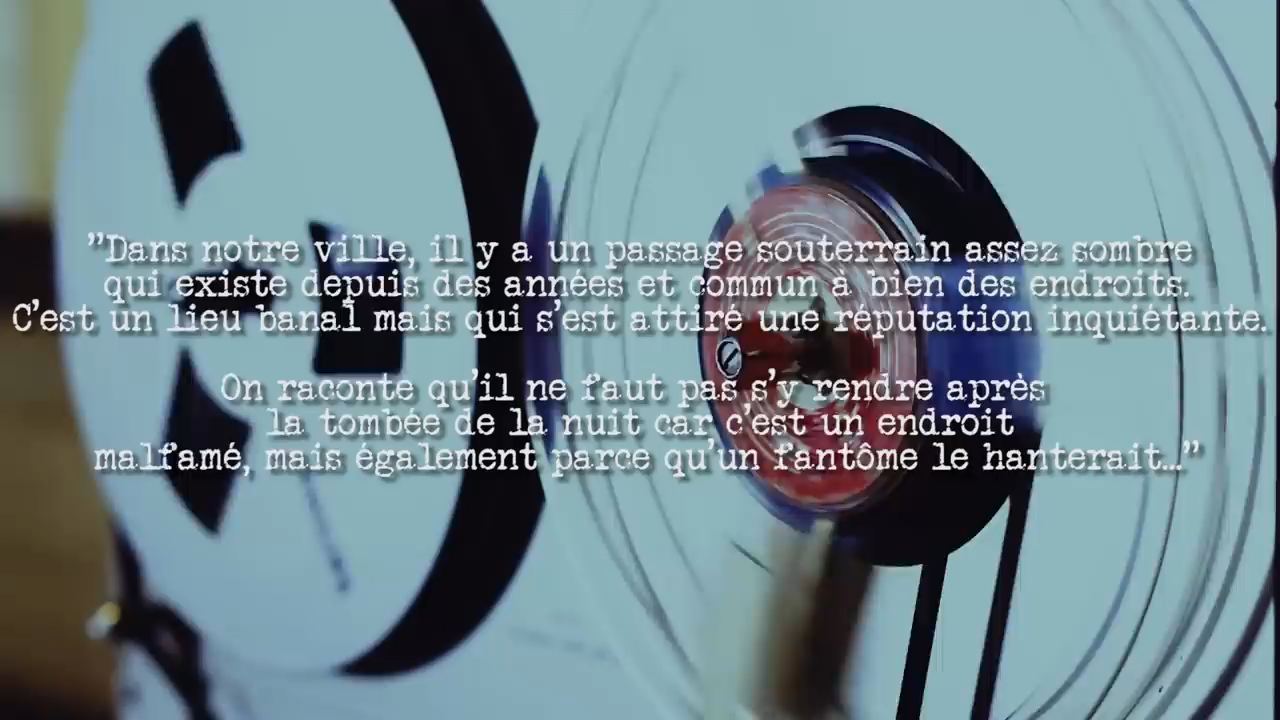 "Dans notre ville, il y a un passage souterrain assez sombre
qui existe depuis des années et commun à bien des endroits.
C'est un lieu banal mais qui s'est attiré une réputation inquiétante.
On raconte qu'il ne faut pas s'y rendre après
la tombée de la nuit car c'est un endroit
malfamé, mais également parce qu'un fantôme le hanterait..."